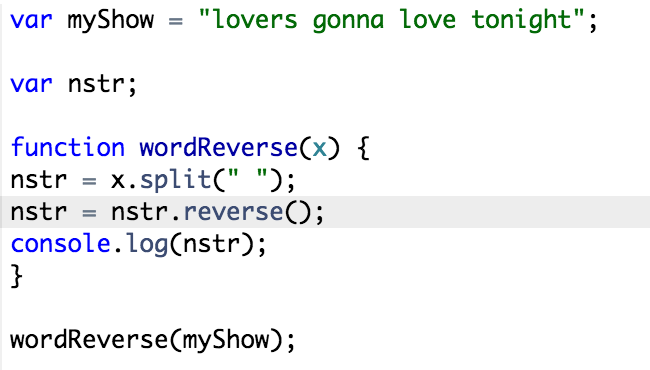 var myShow = "lovers gonna love tonight";
var nstr;
function wordReverse(x) {
nstr = x.split(" ");
nstr = nstr.reverse();
console.log(nstr);
}
wordReverse(myShow);